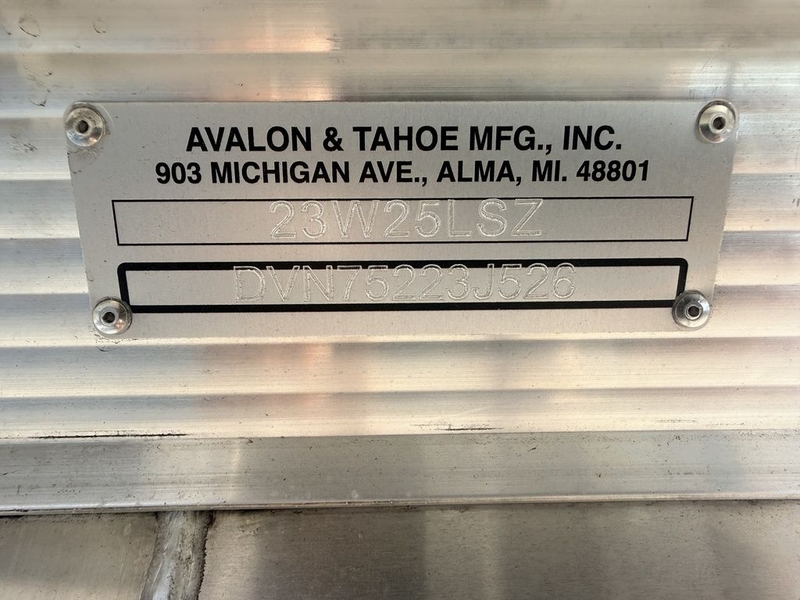 AVALON & TAHOE MFG., INC.
903 MICHIGAN AVE., ALMA, MI. 48801
23W25LSZ
DVN75223J526